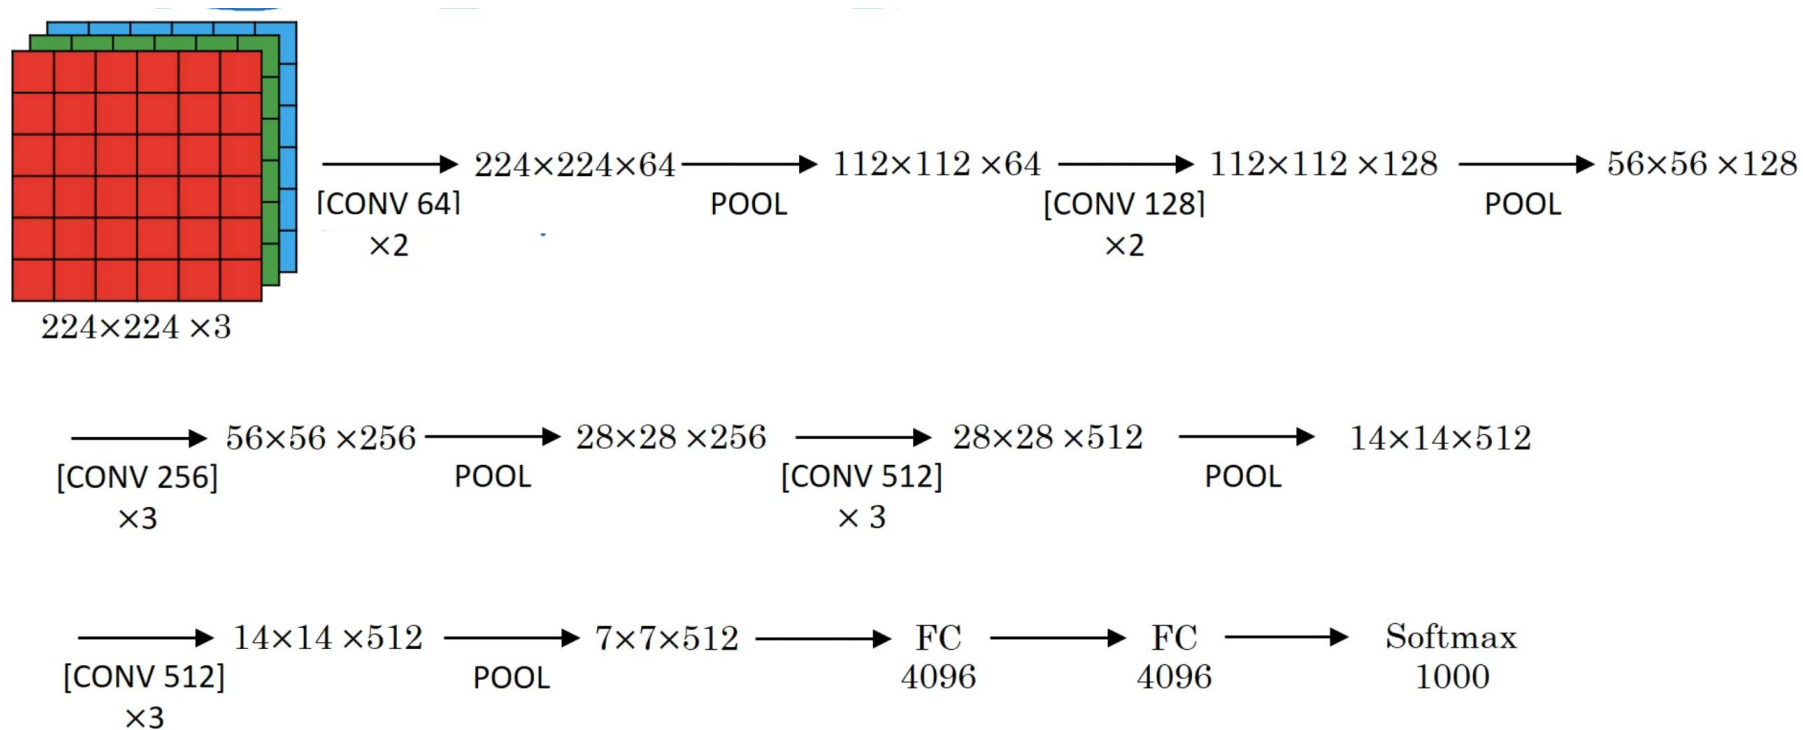 224×224 ×3
[CONV 64]
×2
224×224×64
POOL
112×112 ×64
[CONV 128]
×2
112×112 ×128
POOL
56×56 ×128
[CONV 256]
×3
56×56 ×256
POOL
28×28 ×256
[CONV 512]
× 3
28×28 ×512
POOL
14×14×512
[CONV 512]
×3
14×14 ×512
POOL
7×7×512
FC
4096
FC
4096
Softmax
1000